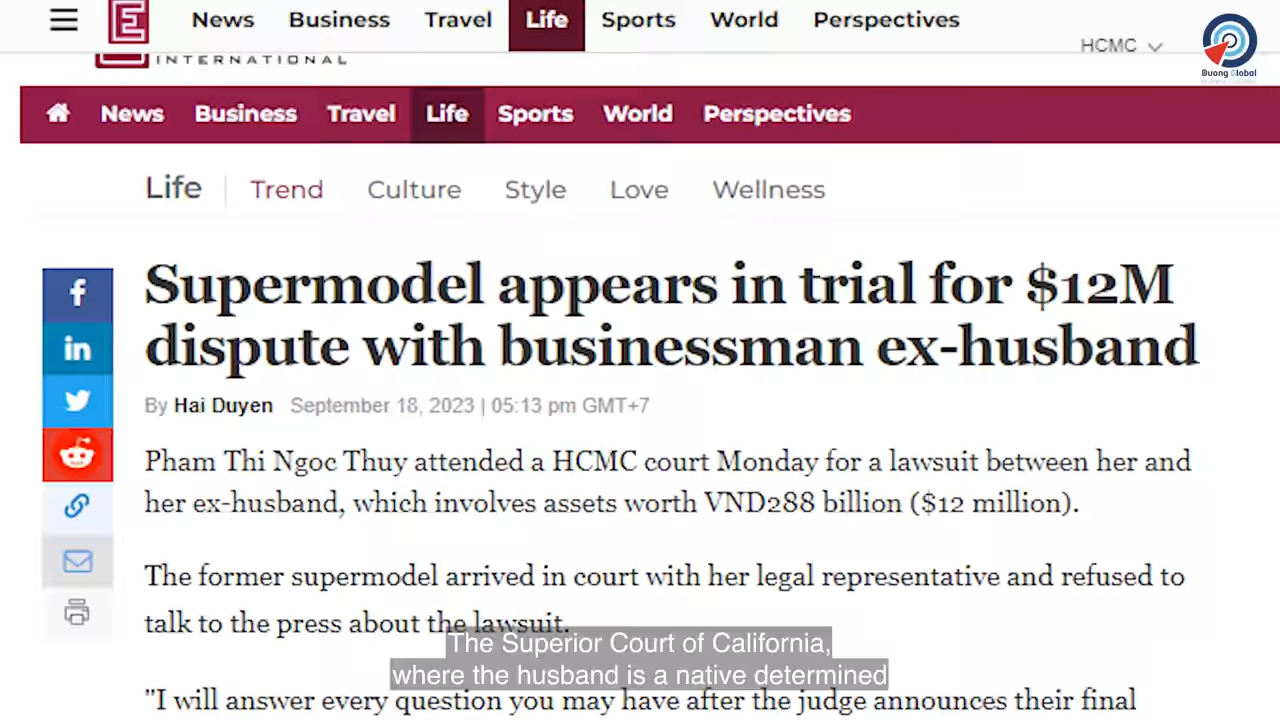 E
News Business Travel Life Sports World Perspectives
HCMC
Duong Global
INTERNATIONAL
News Business Travel Life Sports World Perspectives
Life Trend Culture Style Love Wellness
Supermodel appears in trial for $12M
dispute with businessman ex-husband
By Hai Duyen September 18, 2023 | 05:13 pm GMT+7
Pham Thi Ngoc Thuy attended a HCMC court Monday for a lawsuit between her and
her ex-husband, which involves assets worth VND288 billion ($12 million).
The former supermodel arrived in court with her legal representative and refused to
talk to the press about the lawsuit.
The Superior Court of California,
where the husband is a native determined
"I will answer every question you may have after the judge announces their final